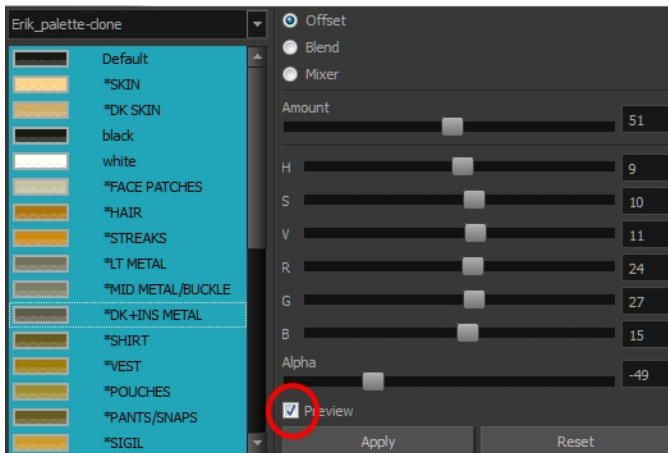 Erik_palette-clone
Default
*SKIN
*DK SKIN
black
white
*FACE PATCHES
*HAIR
*STREAKS
*LT METAL
*MID METAL/BUCKLE
*DK+INS METAL
*SHIRT
*VEST
*POUCHES
*PANTS/SNAPS
*SIGIL
Offset
Blend
Mixer
Amount
51
H 9
S 10
V 11
R 24
G 27
B 15
Alpha
-49
Preview
Apply Reset